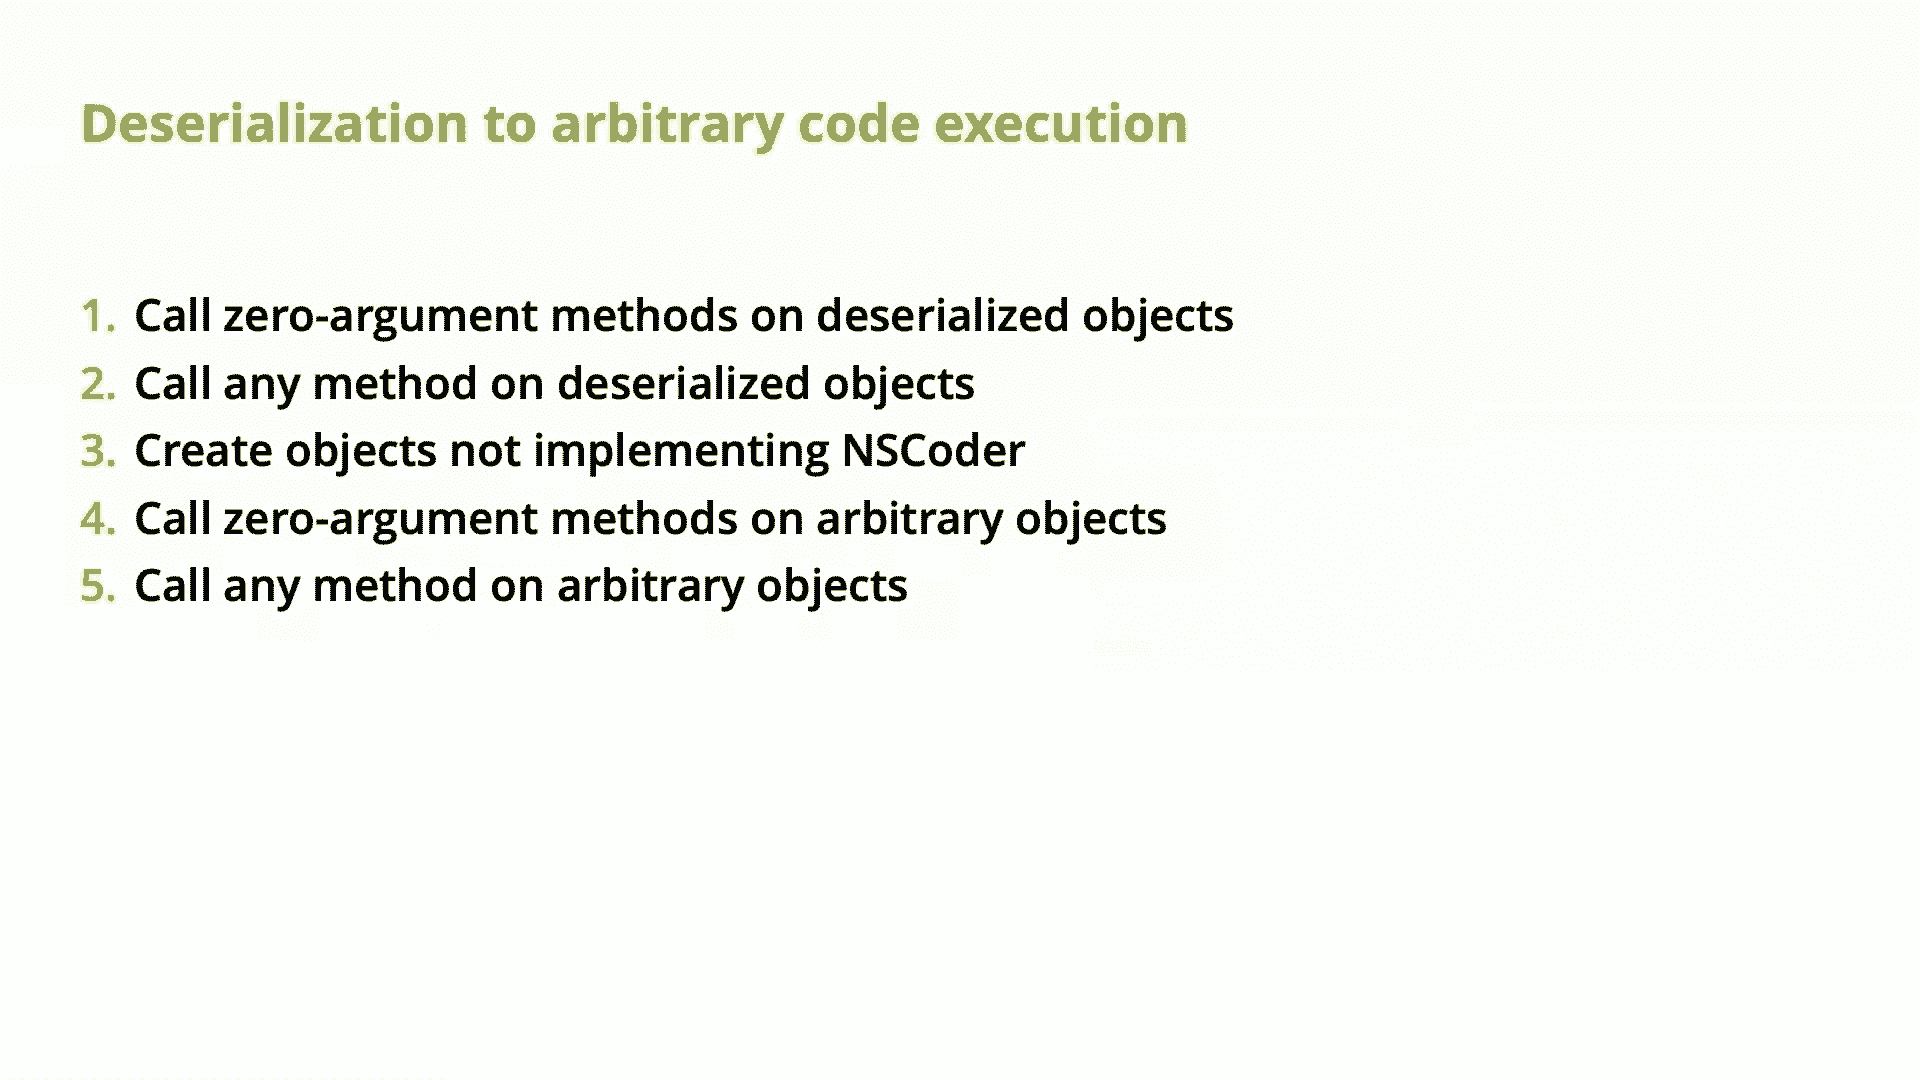 Deserialization to arbitrary code execution
1. Call zero-argument methods on deserialized objects
2. Call any method on deserialized objects
3. Create objects not implementing NSCoder
4. Call zero-argument methods on arbitrary objects
5. Call any method on arbitrary objects